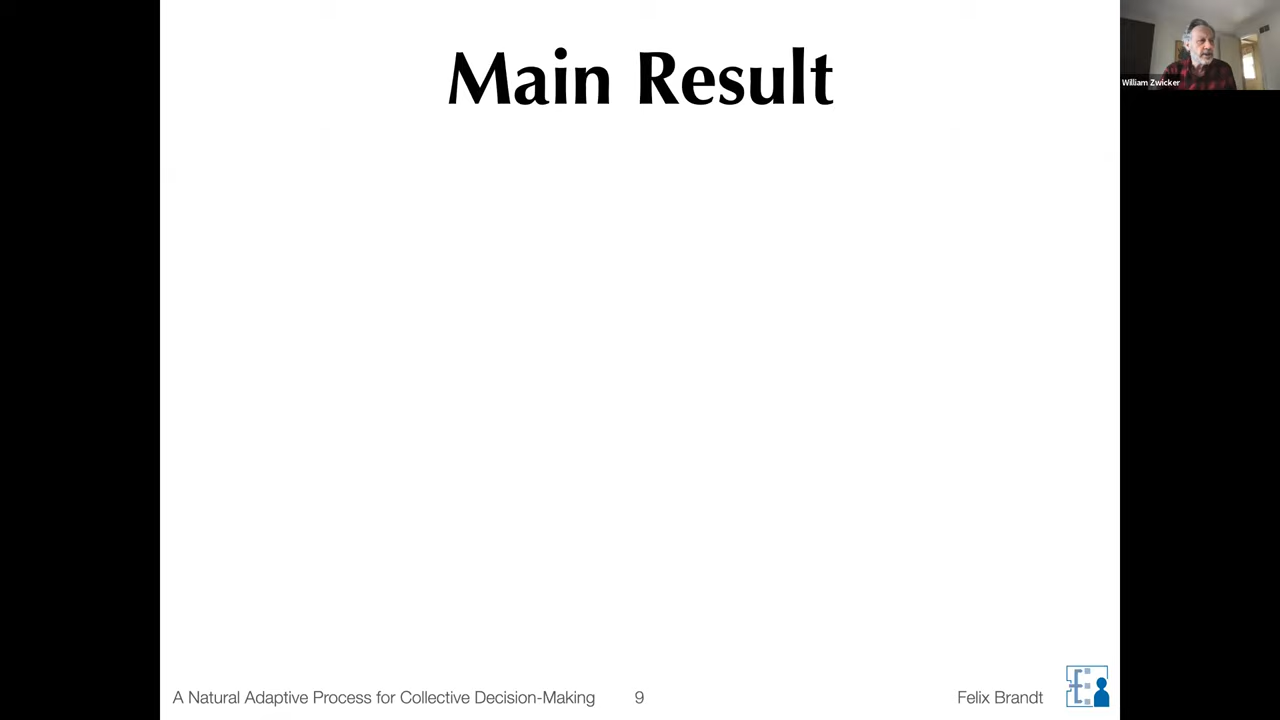 Main Result
William Zwicker
A Natural Adaptive Process for Collective Decision-Making 9 Felix Brandt